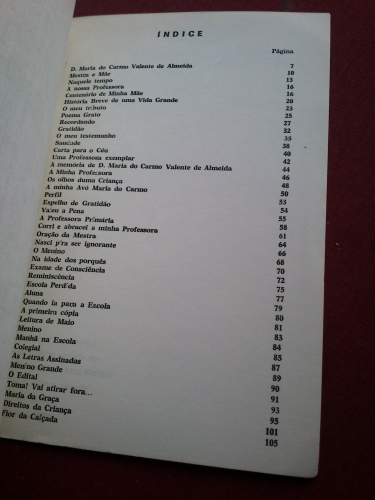 ÍNDICE
Página
D. Maria do Carmo Valente de Almeida 7
Mestra e Mãe 10
Naquele tempo 13
A nossa Professora 16
Centenário de Minha Mãe 16
História Breve de uma Vida Grande 20
O meu tributo 23
Poema Grato 25
Recordando 27
Gratidão 32
O meu testemunho 35
Saudade 38
Carta para o Céu 40
Uma Professora exemplar 42
À memória de D. Maria do Carmo Valente de Almeida 44
A Minha Professora 46
Os olhos duma Criança 48
A minha Avó Maria do Carmo 50
Perfil 53
Espelho de Gratidão 54
Valeu a Pena 55
A Professora Primária 58
Corri e abracei a minha Professora 61
Oração da Mestra 64
Nasci p'ra ser ignorante 66
O Menino 68
Na idade dos porquês 70
Exame de Consciência 72
Reminiscência 75
Escola Perdida 77
Aluna 79
Quando ia para a Escola 80
A primeira cópia 81
Leitura de Maio 83
Menino 84
Manhã na Escola 85
Colegial 87
As Letras Assinadas 89
Menino Grande 90
O Edital 91
Toma! Vai atirar fora... 93
Maria da Graça 95
Direitos da Criança 101
Flor da Calçada 105